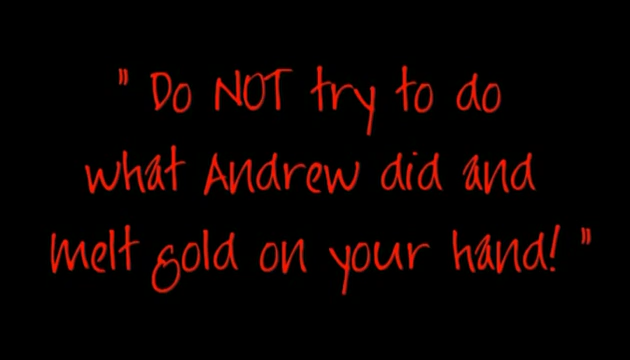 " Do NOT try to do
what Andrew did and
melt gold on your hand! "